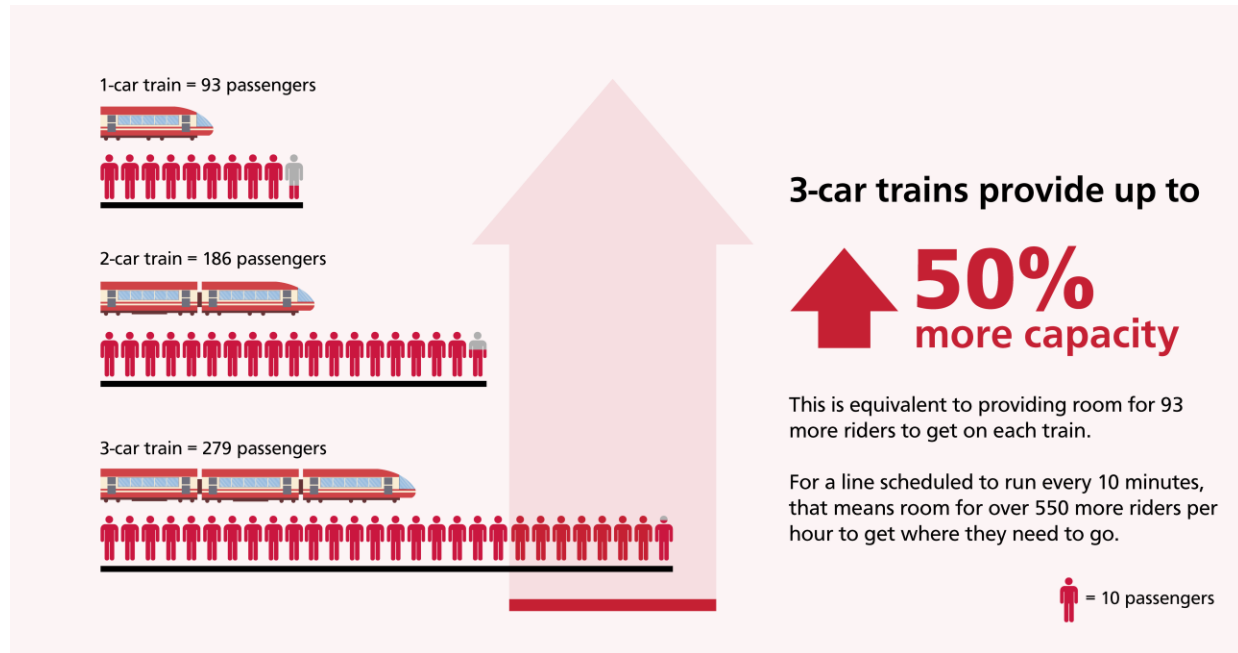 1-car train = 93 passengers
2-car train = 186 passengers
3-car train = 279 passengers
3-car trains provide up to
50%
more capacity
This is equivalent to providing room for 93
more riders to get on each train.
For a line scheduled to run every 10 minutes,
that means room for over 550 more riders per
hour to get where they need to go.
= 10 passengers